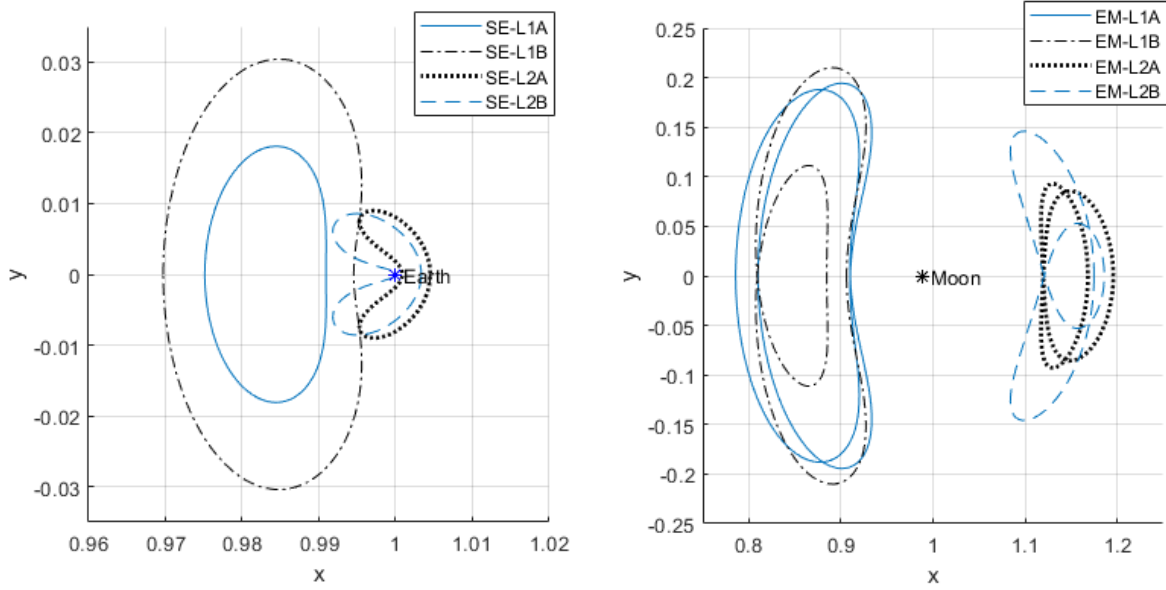 SE-L1A
SE-L1B
SE-L2A
SE-L2B
0.03
0.02
0.01
0
-0.01
-0.02
-0.03
y
Earth
0.96 0.97 0.98 0.99 1 1.01 1.02
x
EM-L1A
EM-L1B
EM-L2A
EM-L2B
0.25
0.2
0.15
0.1
0.05
0
-0.05
-0.1
-0.15
-0.2
-0.25
y
Moon
0.8 0.9 1 1.1 1.2
x